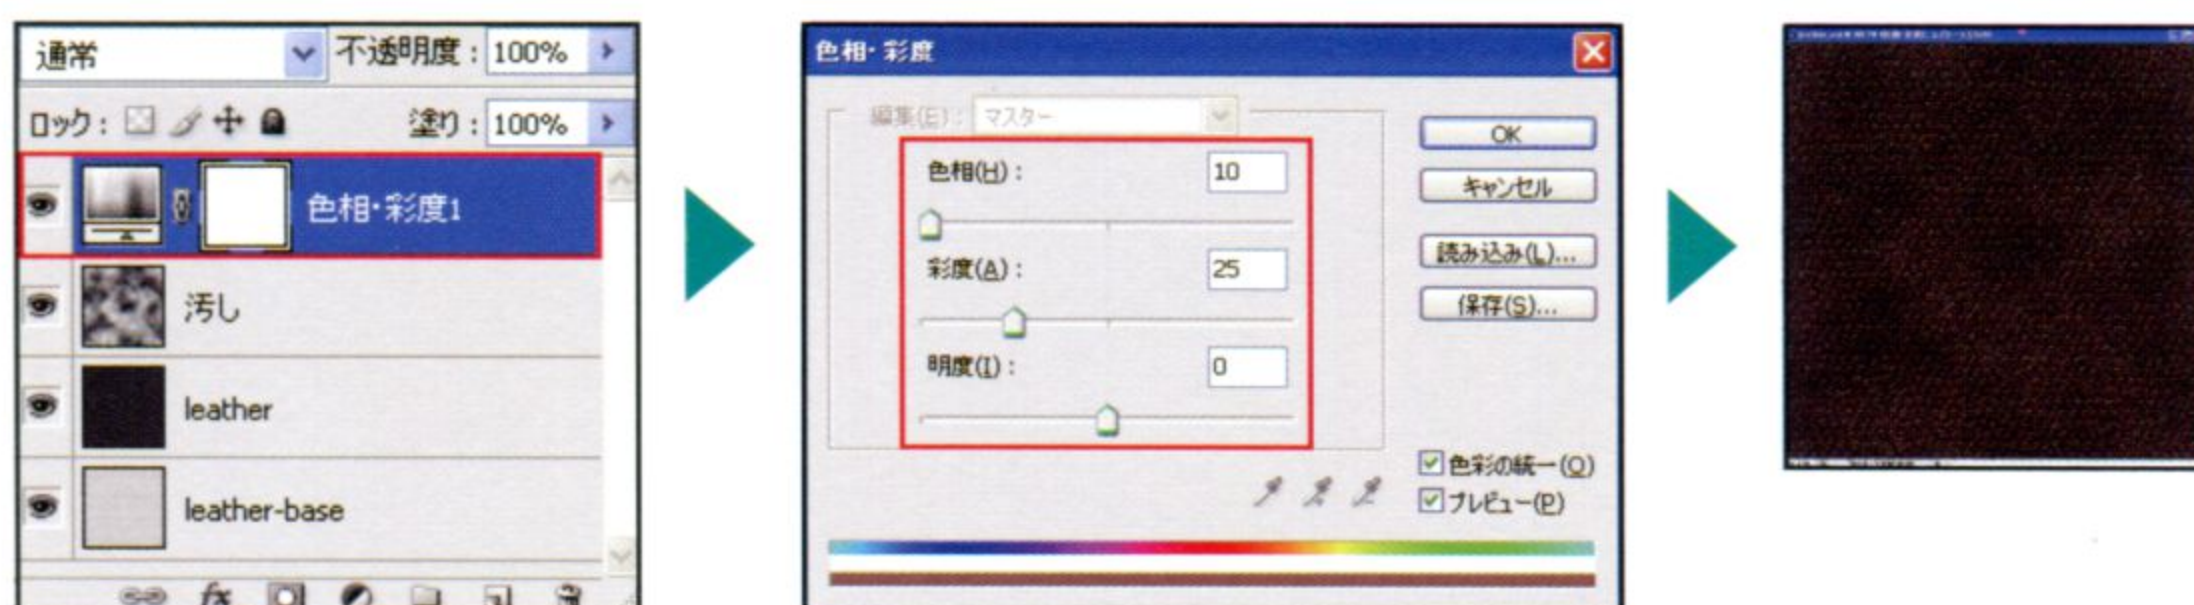 通常 不透明度：100%
ロック： 塗り：100%
色相・彩度1
汚し
leather
leather-base
fx
色相・彩度
編集(E)： マスター
色相(H)： 10
彩度(A)： 25
明度(I)： 0
OK
キャンセル
読み込み(L)...
保存(S)...
色彩の統一(O)
プレビュー(P)